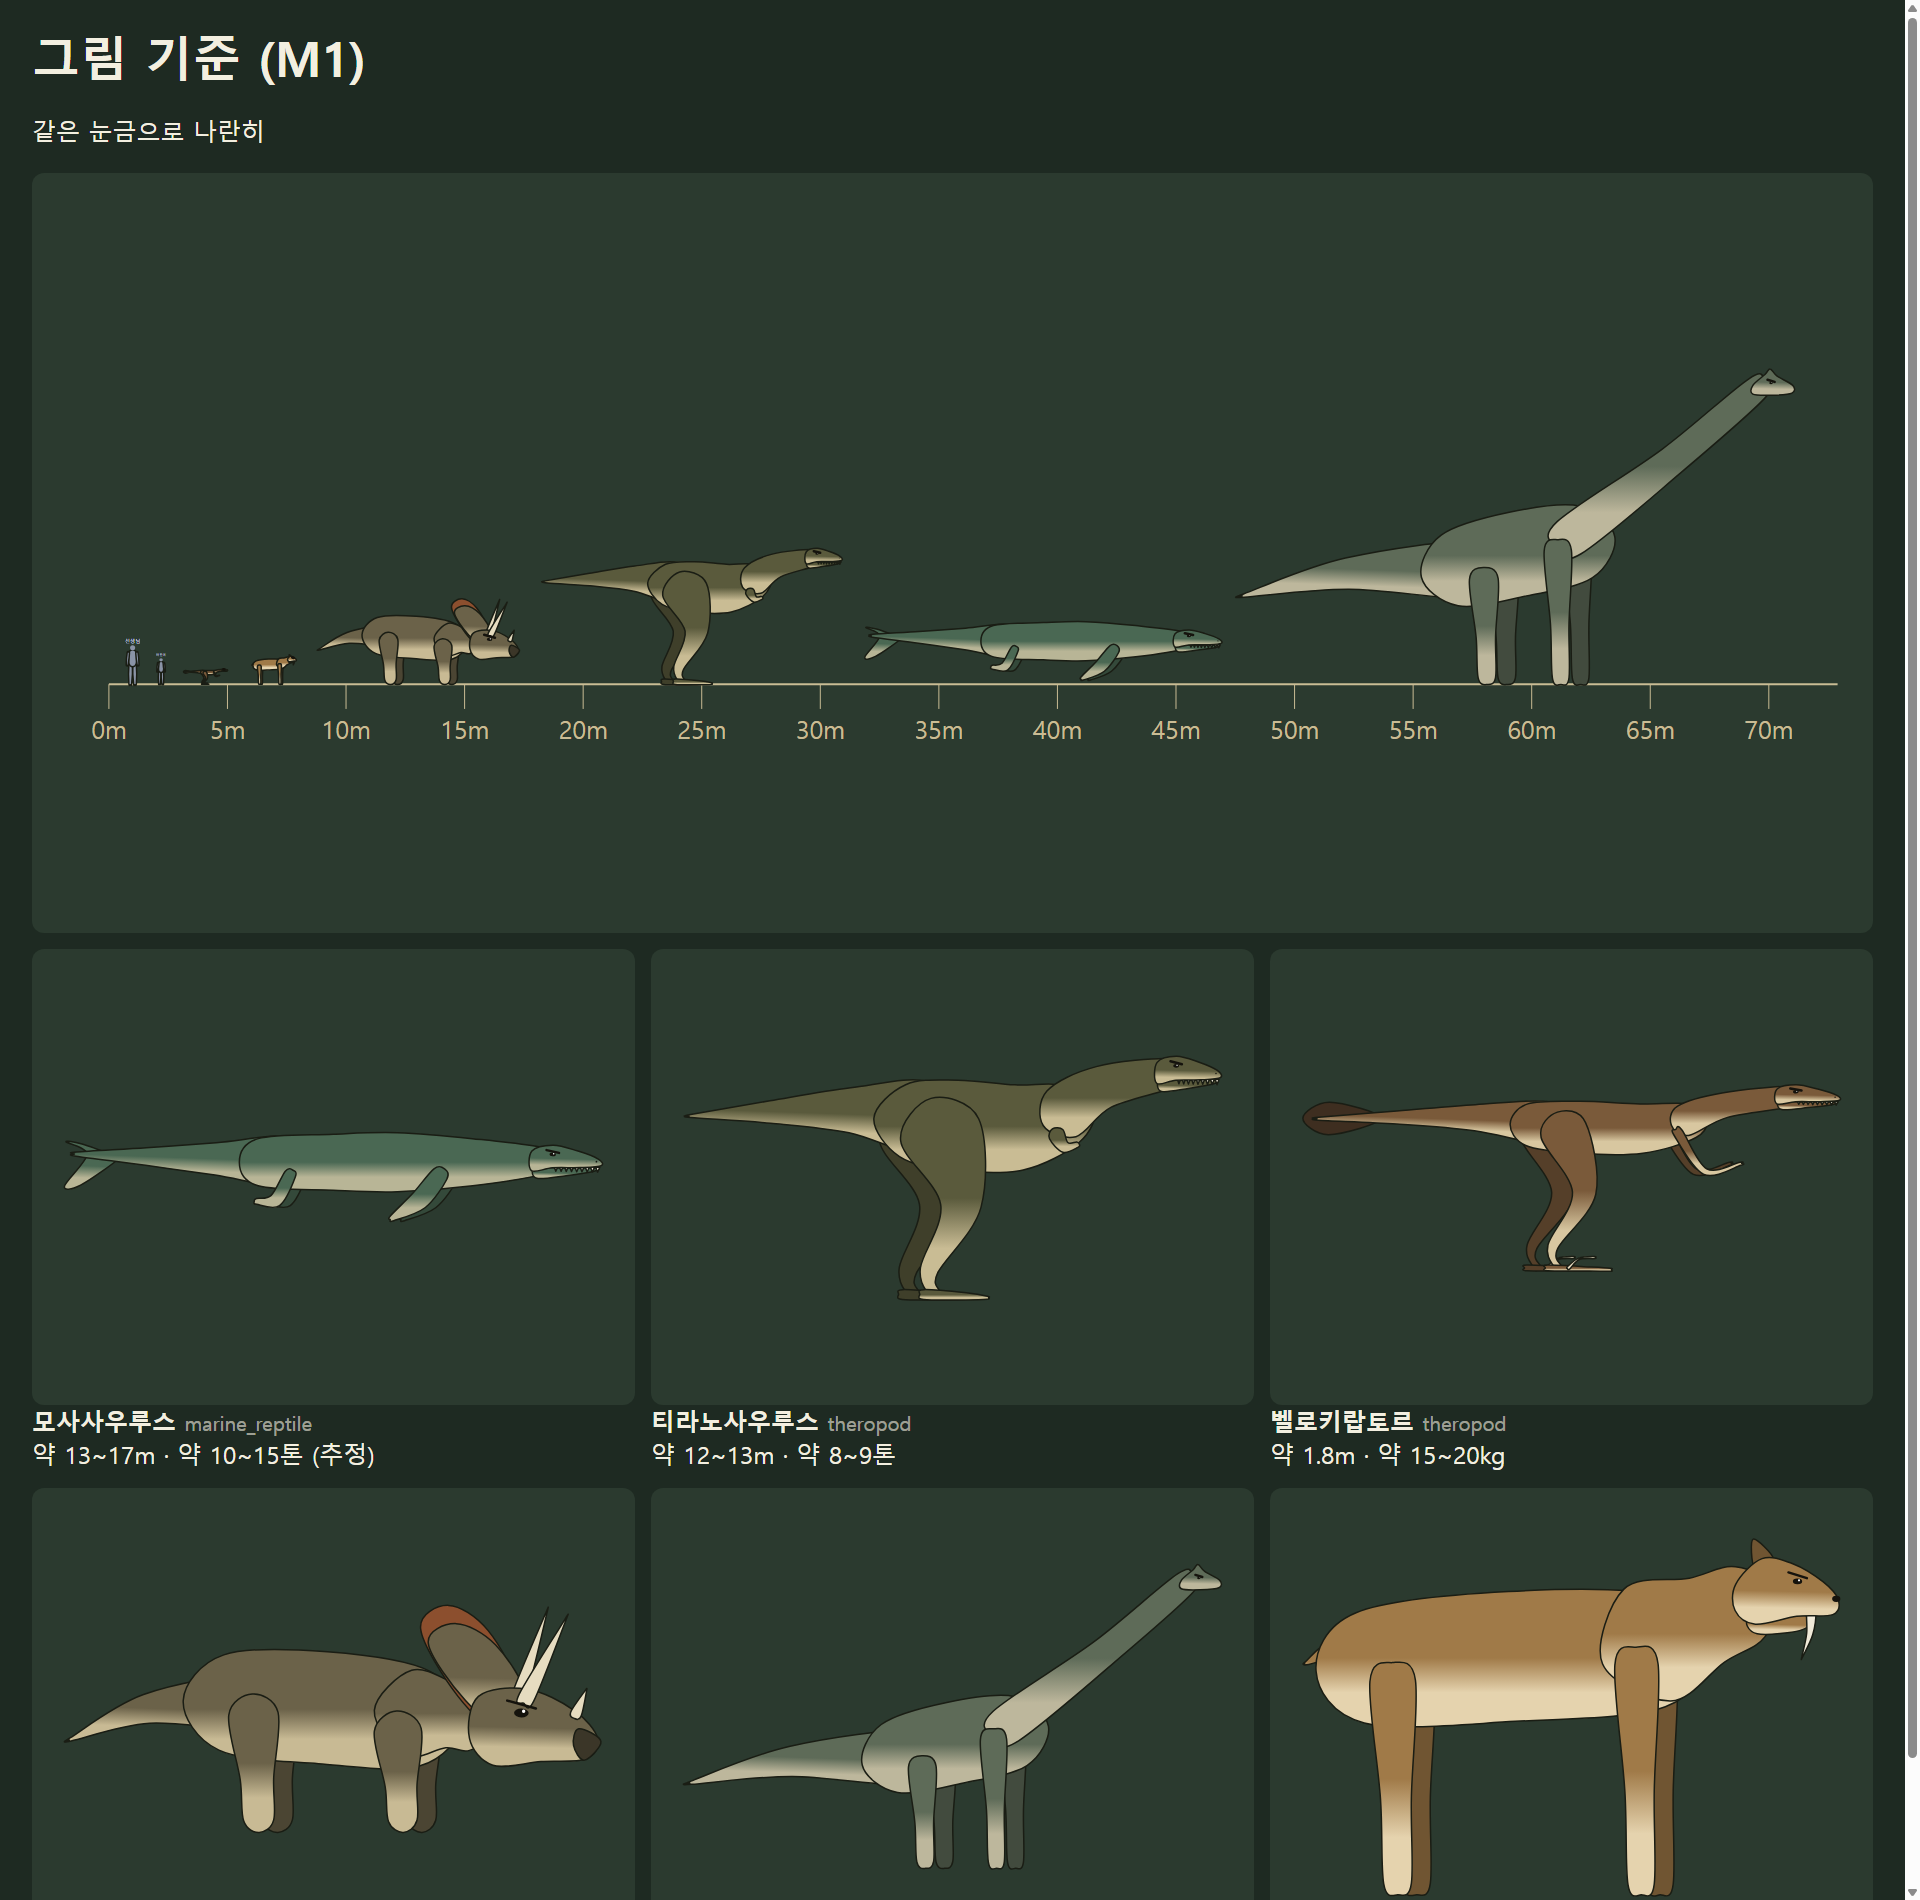 그림 기준 (M1)
같은 눈금으로 나란히
0m 5m 10m 15m 20m 25m 30m 35m 40m 45m 50m 55m 60m 65m 70m
모사사우루스 marine_reptile
약 13~17m · 약 10~15톤 (추정)
티라노사우루스 theropod
약 12~13m · 약 8~9톤
벨로키랍토르 theropod
약 1.8m · 약 15~20kg